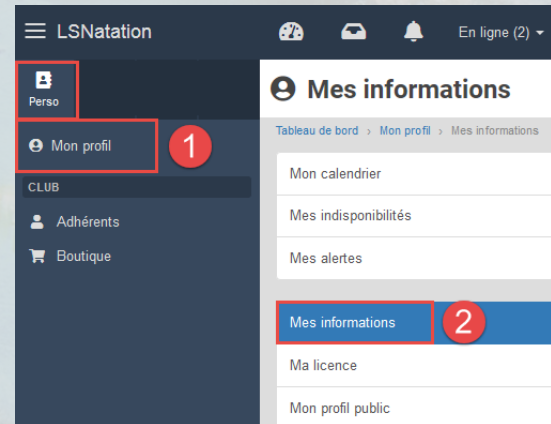 LSNatation
En ligne (2)
Perso
Mes informations
Tableau de bord > Mon profil > Mes informations
Mon profil
1
CLUB
Adhérents
Boutique
Mon calendrier
Mes indisponibilités
Mes alertes
Mes informations
2
Ma licence
Mon profil public